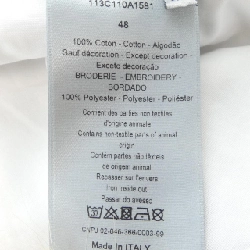 113C110A1581
48
100% Cotton - Cotton - Algodão
Sauf décoration - Except decoration
Exceto decoração
BRODERIE - EMBROIDERY -
BORDADO
100% Polyester - Polyester - Poliéster
Contient des parties non textiles
d'origine animale
Contains non-textile parts of animal
origin
Contém partes não têxteis
de origem animal
Repasser sur l'envers
Iron inside out
Passar do avesso
Made in ITALY